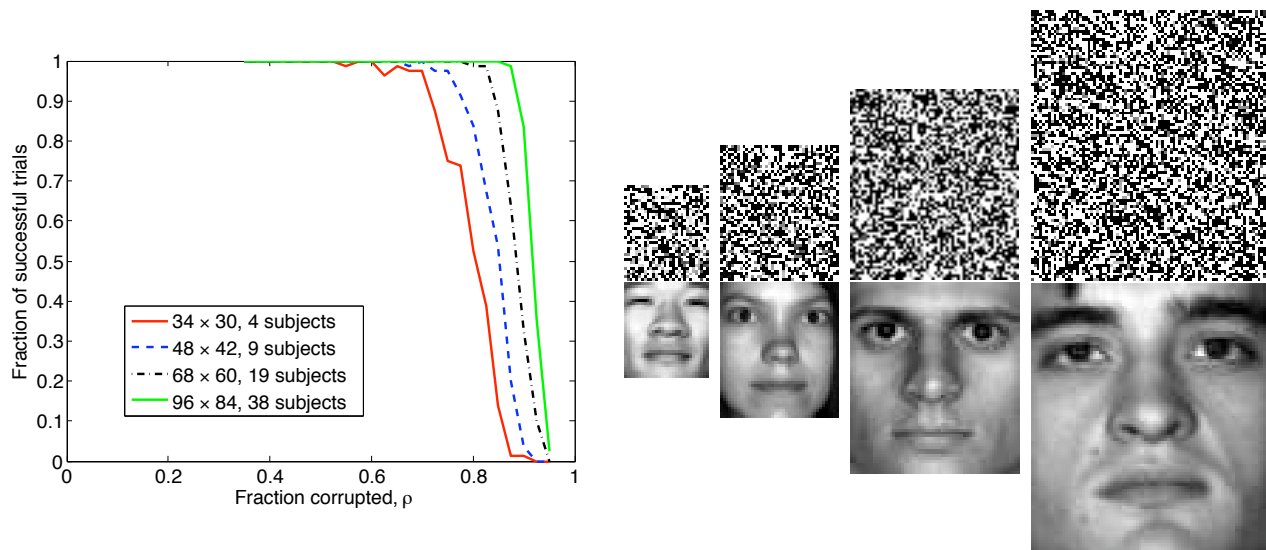 1
0.9
0.8
0.7
0.6
0.5
0.4
0.3
0.2
0.1
0
Fraction of successful trials
34 × 30, 4 subjects
48 × 42, 9 subjects
68 × 60, 19 subjects
96 × 84, 38 subjects
0 0.2 0.4 0.6 0.8 1
Fraction corrupted, ρ